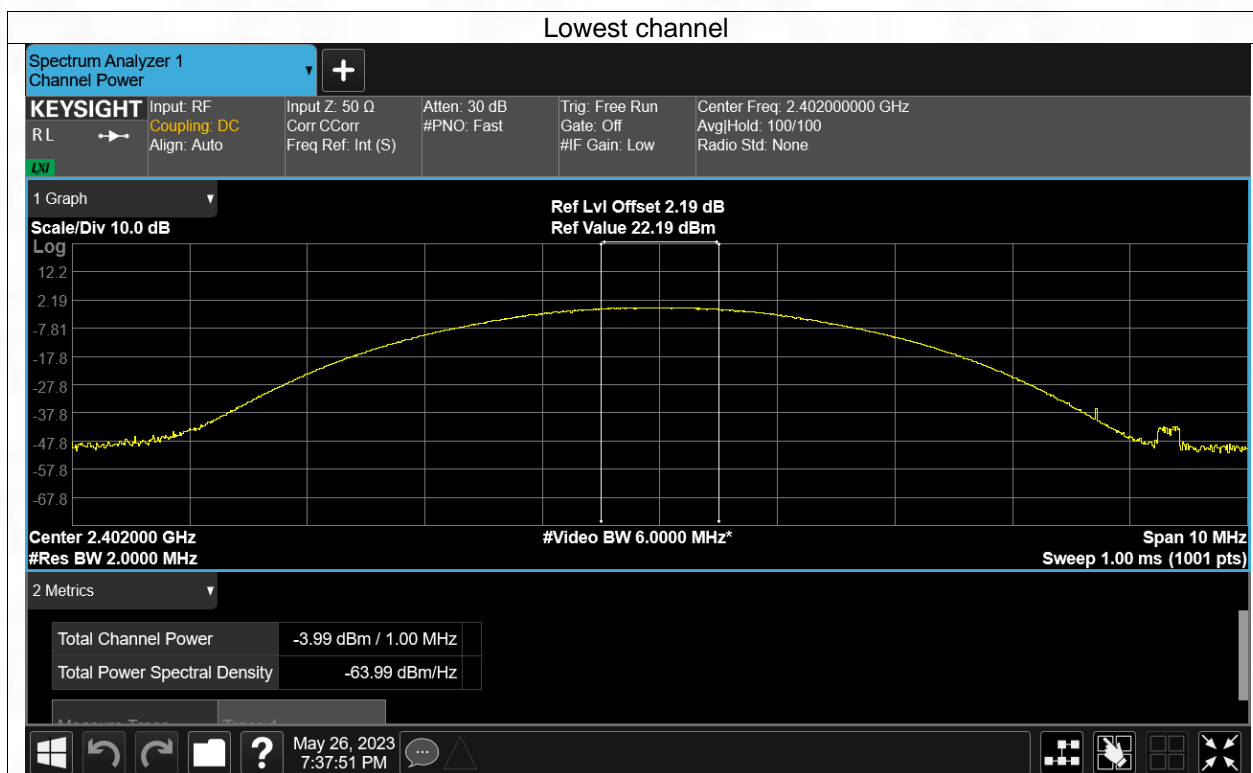 Lowest channel
Spectrum Analyzer 1
Channel Power
KEYSIGHT
RL
LXI
Input: RF
Coupling: DC
Align: Auto
Input Z: 50 Ω
Corr CCorr
Freq Ref: Int (S)
Atten: 30 dB
#PNO: Fast
Trig: Free Run
Gate: Off
#IF Gain: Low
Center Freq: 2.402000000 GHz
Avg|Hold: 100/100
Radio Std: None
1 Graph
Scale/Div 10.0 dB
Ref Lvl Offset 2.19 dB
Ref Value 22.19 dBm
Log
12.2
2.19
-7.81
-17.8
-27.8
-37.8
-47.8
-57.8
-67.8
Center 2.402000 GHz
#Video BW 6.0000 MHz*
Span 10 MHz
#Res BW 2.0000 MHz
Sweep 1.00 ms (1001 pts)
2 Metrics
Total Channel Power -3.99 dBm / 1.00 MHz
Total Power Spectral Density -63.99 dBm/Hz
May 26, 2023
7:37:51 PM